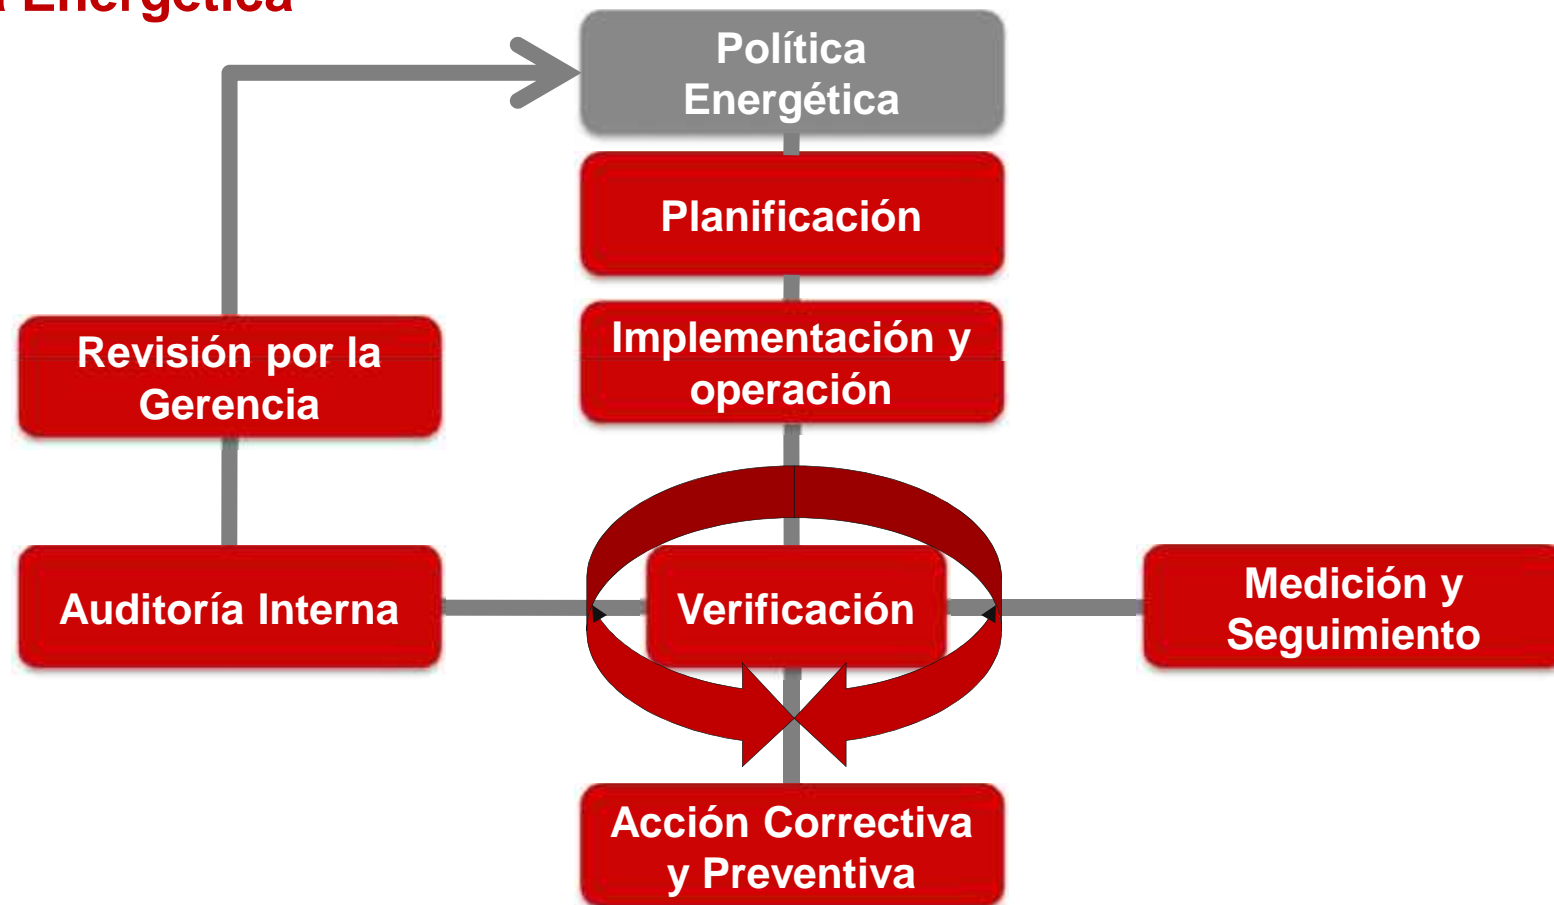 Energética
Política
Energética
Planificación
Implementación y
operación
Revisión por la
Gerencia
Auditoría Interna
Verificación
Medición y
Seguimiento
Acción Correctiva
y Preventiva